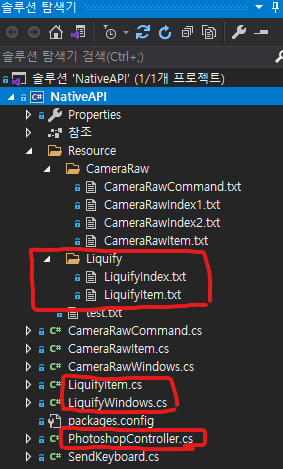 솔루션 탐색기
솔루션 탐색기 검색(Ctrl+;)
솔루션 'NativeAPI' (1/1개 프로젝트)
NativeAPI
Properties
참조
Resource
CameraRaw
CameraRawCommand.txt
CameraRawIndex1.txt
CameraRawIndex2.txt
CameraRawItem.txt
Liquify
LiquifyIndex.txt
LiquifyItem.txt
test.txt
C# CameraRawCommand.cs
C# CameraRawItem.cs
C# CameraRawWindows.cs
C# LiquifyItem.cs
C# LiquifyWindows.cs
packages.config
C# PhotoshopController.cs
C# SendKeyboard.cs